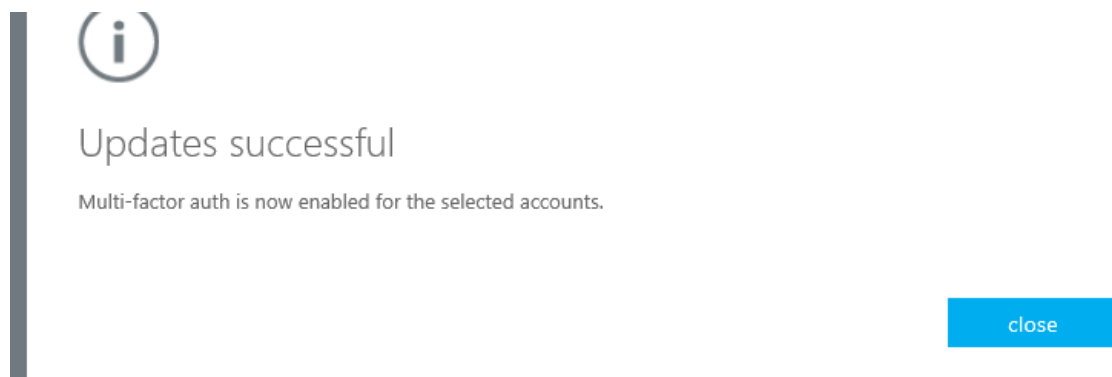 Updates successful
Multi-factor auth is now enabled for the selected accounts.
close